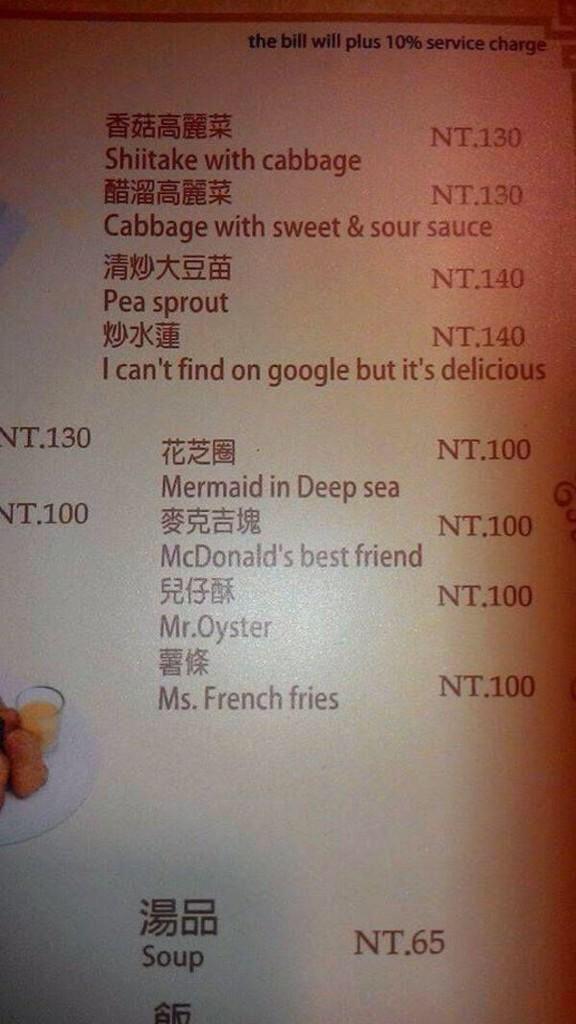 the bill will plus 10% service charge
香菇高麗菜 NT.130
Shiitake with cabbage
醋溜高麗菜 NT.130
Cabbage with sweet & sour sauce
清炒大豆苗 NT.140
Pea sprout
炒水蓮 NT.140
I can't find on google but it's delicious
NT.130
NT.100
花芝圈 NT.100
Mermaid in Deep sea
麥克吉塊 NT.100
McDonald's best friend
兒仔酥 NT.100
Mr.Oyster
薯條 NT.100
Ms. French fries
湯品 NT.65
Soup
飯